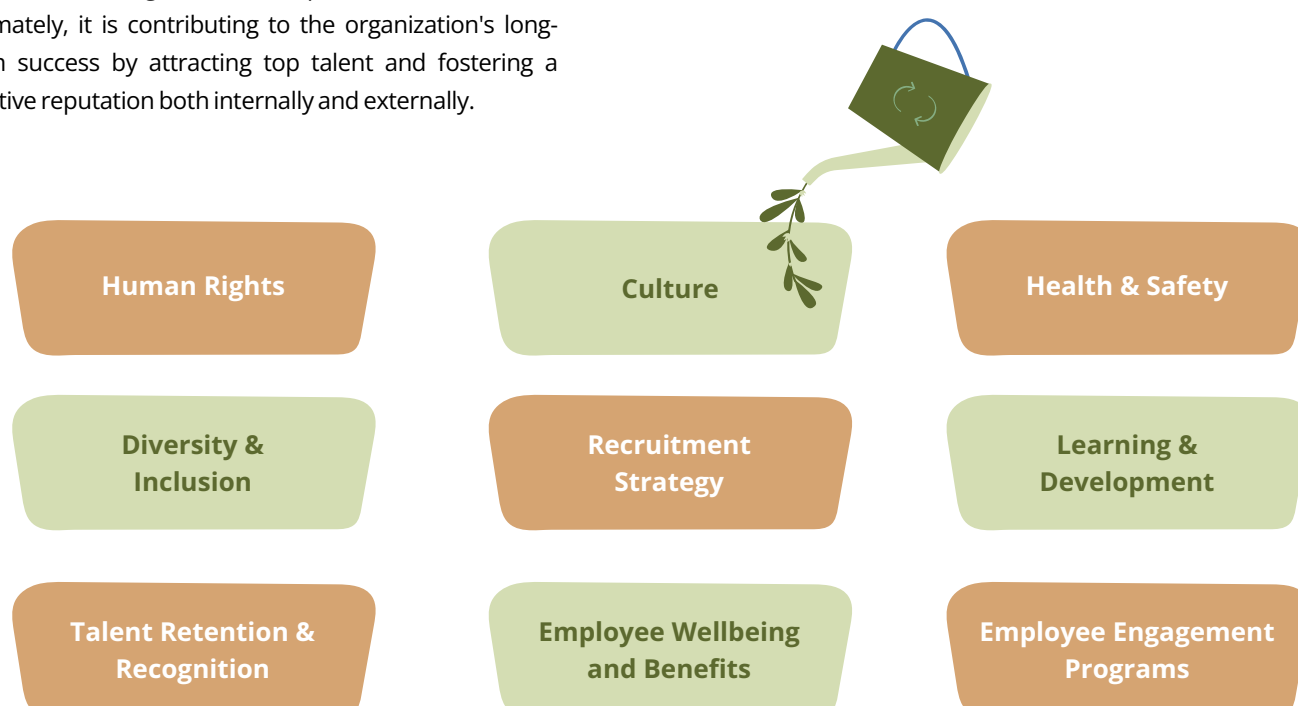 it is contributing to the organization's long-
success by attracting top talent and fostering a
reputation both internally and externally.
Human Rights
Culture
Health & Safety
Diversity &
Inclusion
Recruitment
Strategy
Learning &
Development
Talent Retention &
Recognition
Employee Wellbeing
and Benefits
Employee Engagement
Programs